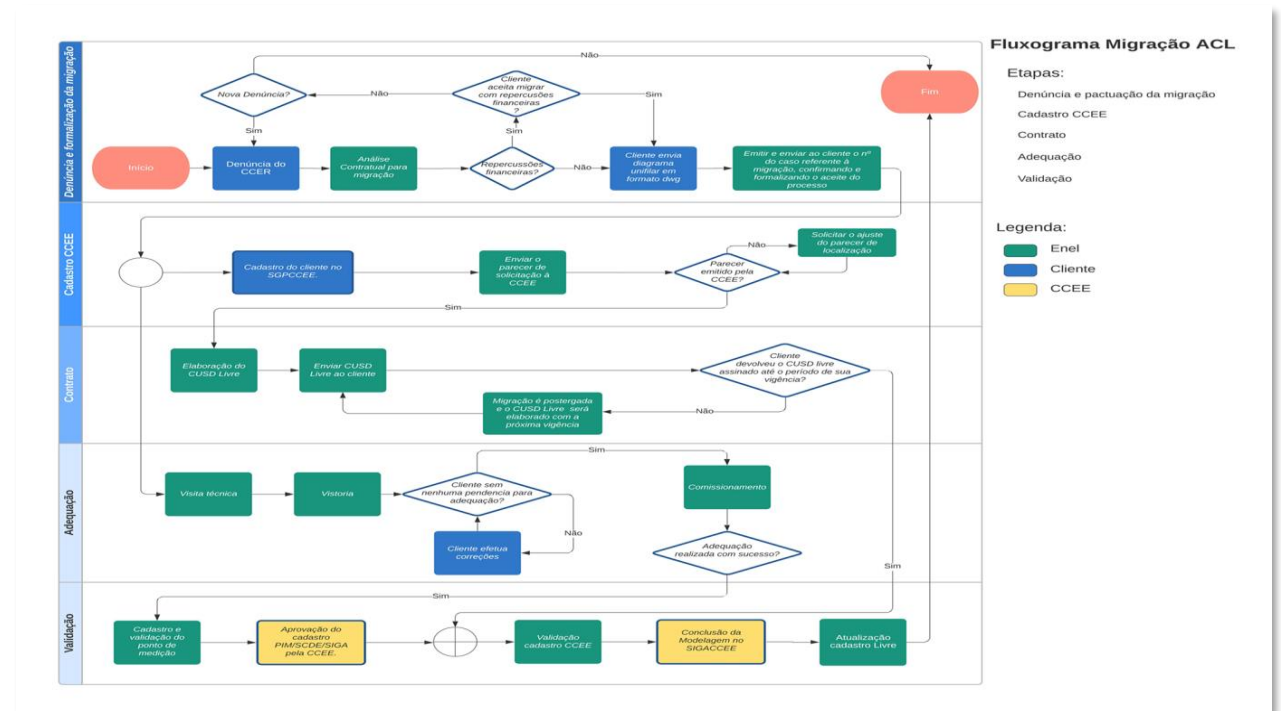 Fluxograma Migração ACL
Etapas:
Denúncia e pactuação da migração
Cadastro CCEE
Contrato
Adequação
Validação
Legenda:
Enel
Cliente
CCEE
Denúncia e formalização da migração
Não
Nova Denúncia?
Não
Cliente
aceita migrar
com repercusões
financeiras
?
Sim
Fim
Sim
Sim
Início
Denúncia do
CCER
Análise
Contratual para
migração
Repercussões
financeiras?
Não
Cliente envia
diagrama
unifilar em
formato dwg
Emitir e enviar ao cliente o nº
do caso referente à
migração, confirmando e
formalizando o aceite do
processo
Cadastro CCEE
Cadastro do cliente no
SGPCCEE.
Enviar o
parecer de
solicitação à
CCEE
Parecer
emitido pela
CCEE?
Não
Solicitar o ajuste
do parecer de
localização
Sim
Contrato
Elaboração do
CUSD Livre
Enviar CUSD
Livre ao cliente
Cliente
devolveu o CUSD livre
assinado até o período de sua
vigência?
Migração é postergada
e o CUSD Livre será
elaborado com a
próxima vigência
Não
Adequação
Sim
Visita técnica
Vistoria
Cliente sem
nenhuma pendencia para
adequação?
Comissionamento
Não
Cliente efetua
correções
Adequação
realizada com sucesso?
Sim
Validação
Sim
Cadastro e
validação do
ponto de
medição
Aprovação do
cadastro
PIM/SCDE/SIGA
pela CCEE.
Validação
cadastro CCEE
Conclusão da
Modelagem no
SIGACCEE
Atualização
cadastro Livre